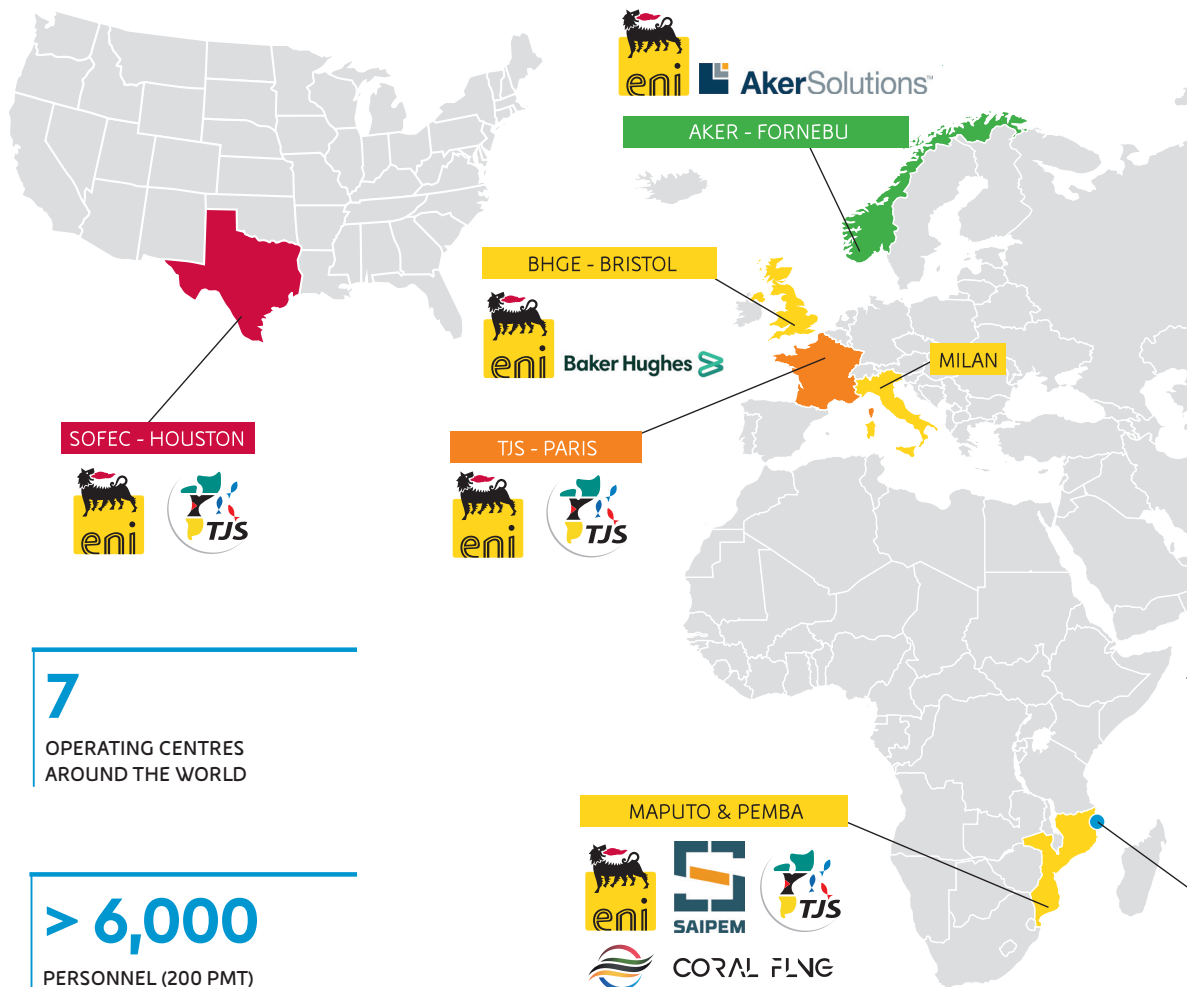 eni
AkerSolutions™
AKER - FORNEBU
BHGE - BRISTOL
eni
Baker Hughes
MILAN
SOFEC - HOUSTON
eni
TJS
TJS - PARIS
eni
TJS
7
OPERATING CENTRES
AROUND THE WORLD
MAPUTO & PEMBA
eni
SAIPEM
TJS
CORAL FLNG
> 6,000
PERSONNEL (200 PMT)